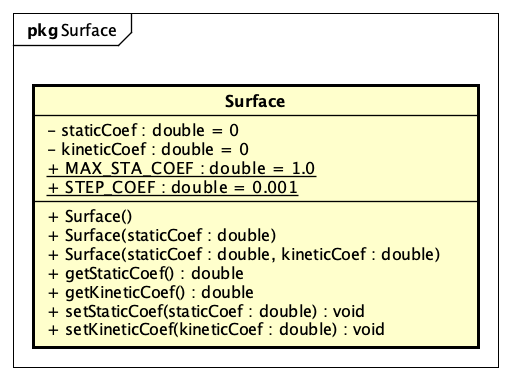 pkg Surface
Surface
- staticCoef : double = 0
- kineticCoef : double = 0
+ MAX_STA_COEF : double = 1.0
+ STEP_COEF : double = 0.001
+ Surface()
+ Surface(staticCoef : double)
+ Surface(staticCoef : double, kineticCoef : double)
+ getStaticCoef() : double
+ getKineticCoef() : double
+ setStaticCoef(staticCoef : double) : void
+ setKineticCoef(kineticCoef : double) : void